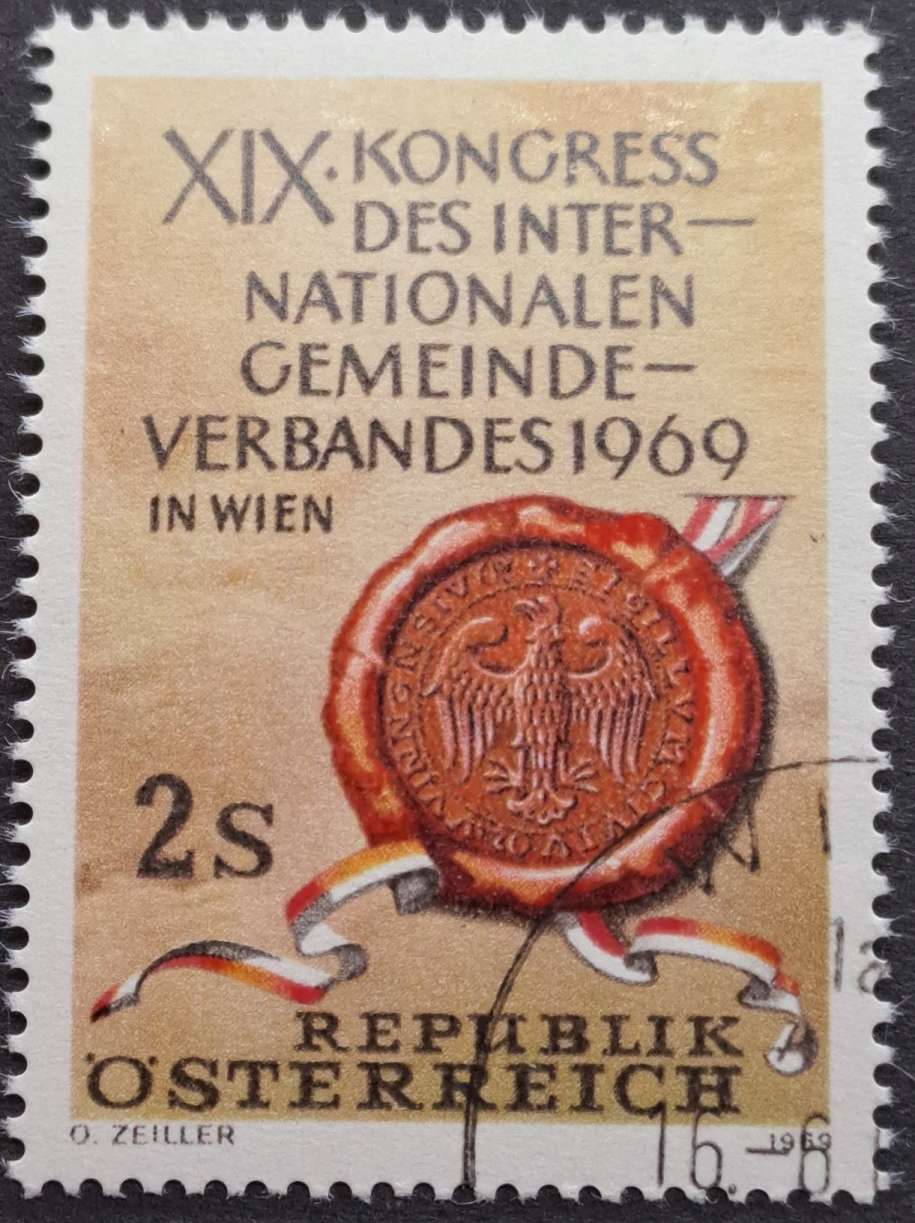 XIX. KONGRESS
DES INTER—
NATIONALEN
GEMEINDE—
VERBANDES 1969
IN WIEN
2S
REPUBLIK
ÖSTERREICH
O. ZEILLER
1969
16.-6